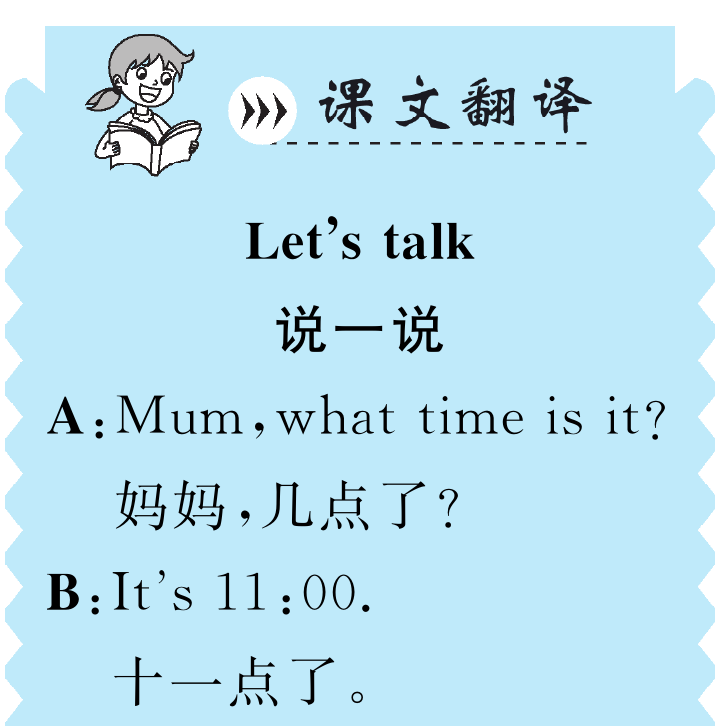 课文翻译
Let's talk
说一说
A:Mum,what time is it?
妈妈,几点了?
B:It's 11:00.
十一点了。